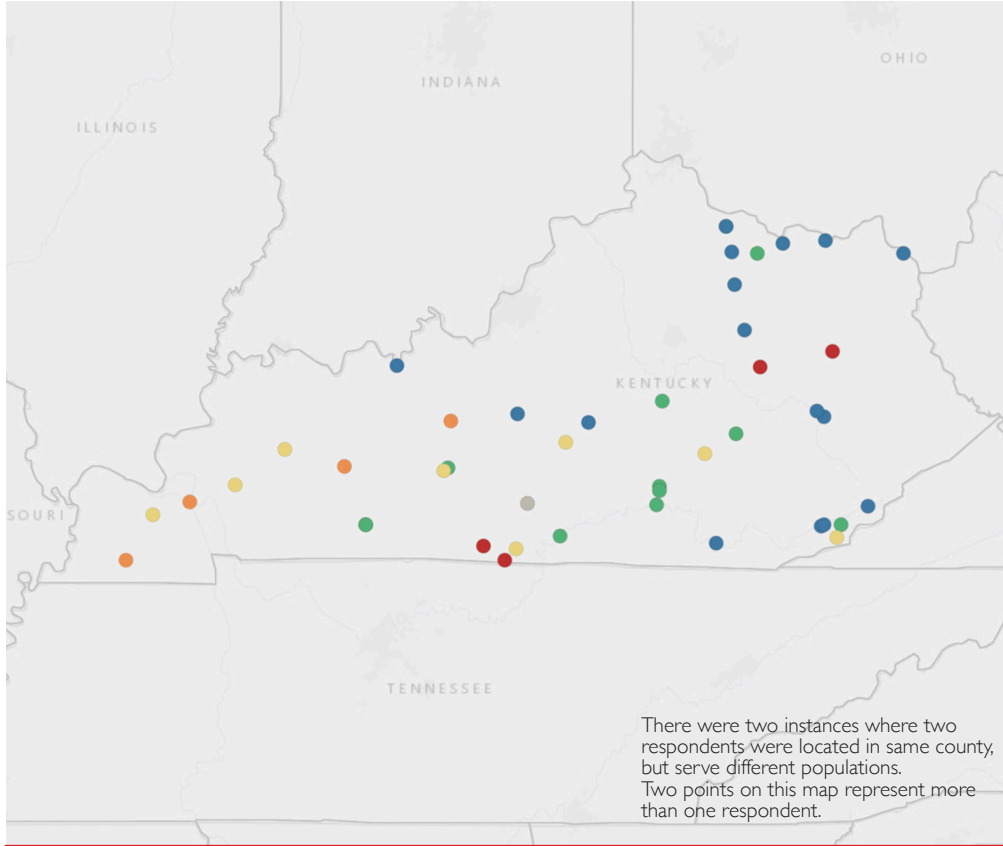 OHIO
INDIANA
ILLINOIS
KENTUCKY
SOURI
TENNESSEE
There were two instances where two
respondents were located in same county,
but serve different populations.
Two points on this map represent more
than one respondent.